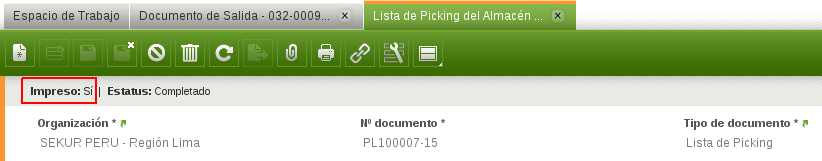 Espacio de Trabajo
Documento de Salida - 032-0009...
Lista de Picking del Almacén ...
Impreso: Sí | Estatus: Completado
Organización * Nº documento * Tipo de documento *
SEKUR PERU - Región Lima PL100007-15 Lista de Picking